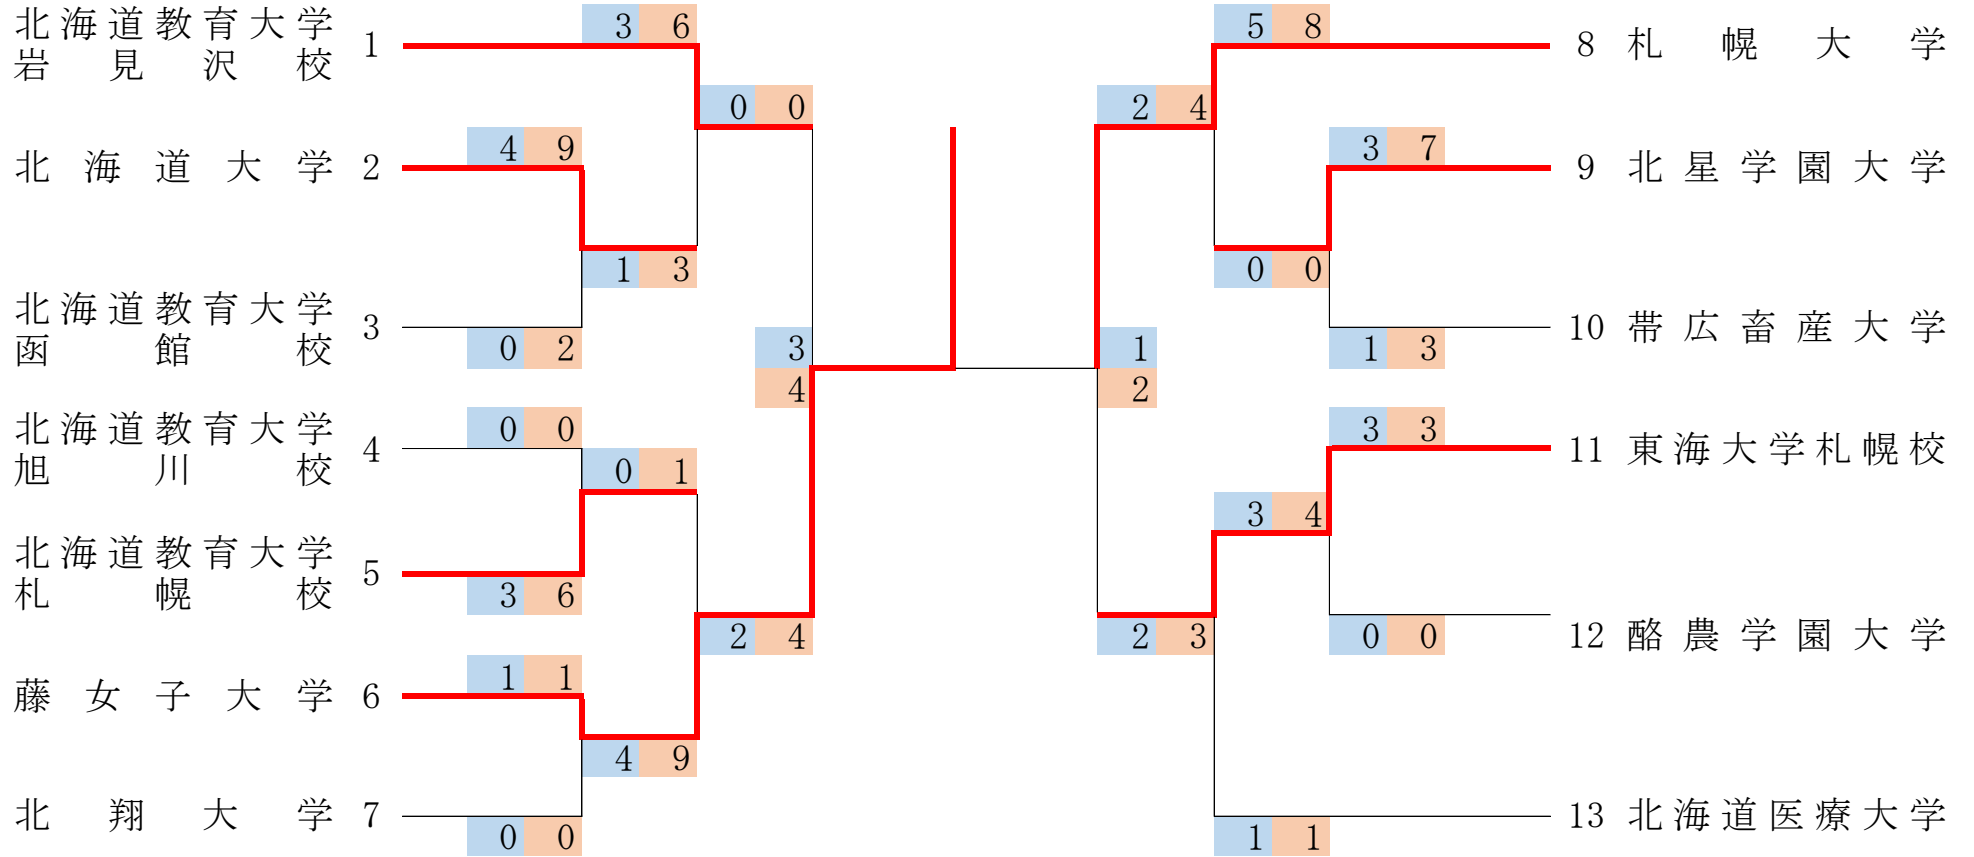 北海道教育大学
岩見沢校 1
3 6
0 0
北海道大学 2
4 9
1 3
北海道教育大学
函館校 3
0 2
3
4
北海道教育大学
旭川校 4
0 0
0 1
北海道教育大学
札幌校 5
3 6
2 4
藤女子大学 6
1 1
4 9
北翔大学 7
0 0
5 8
8 札幌大学
2 4
3 7
9 北星学園大学
0 0
10 帯広畜産大学
1 3
1
2
3 3
11 東海大学札幌校
3 4
12 酪農学園大学
0 0
2 3
13 北海道医療大学
1 1